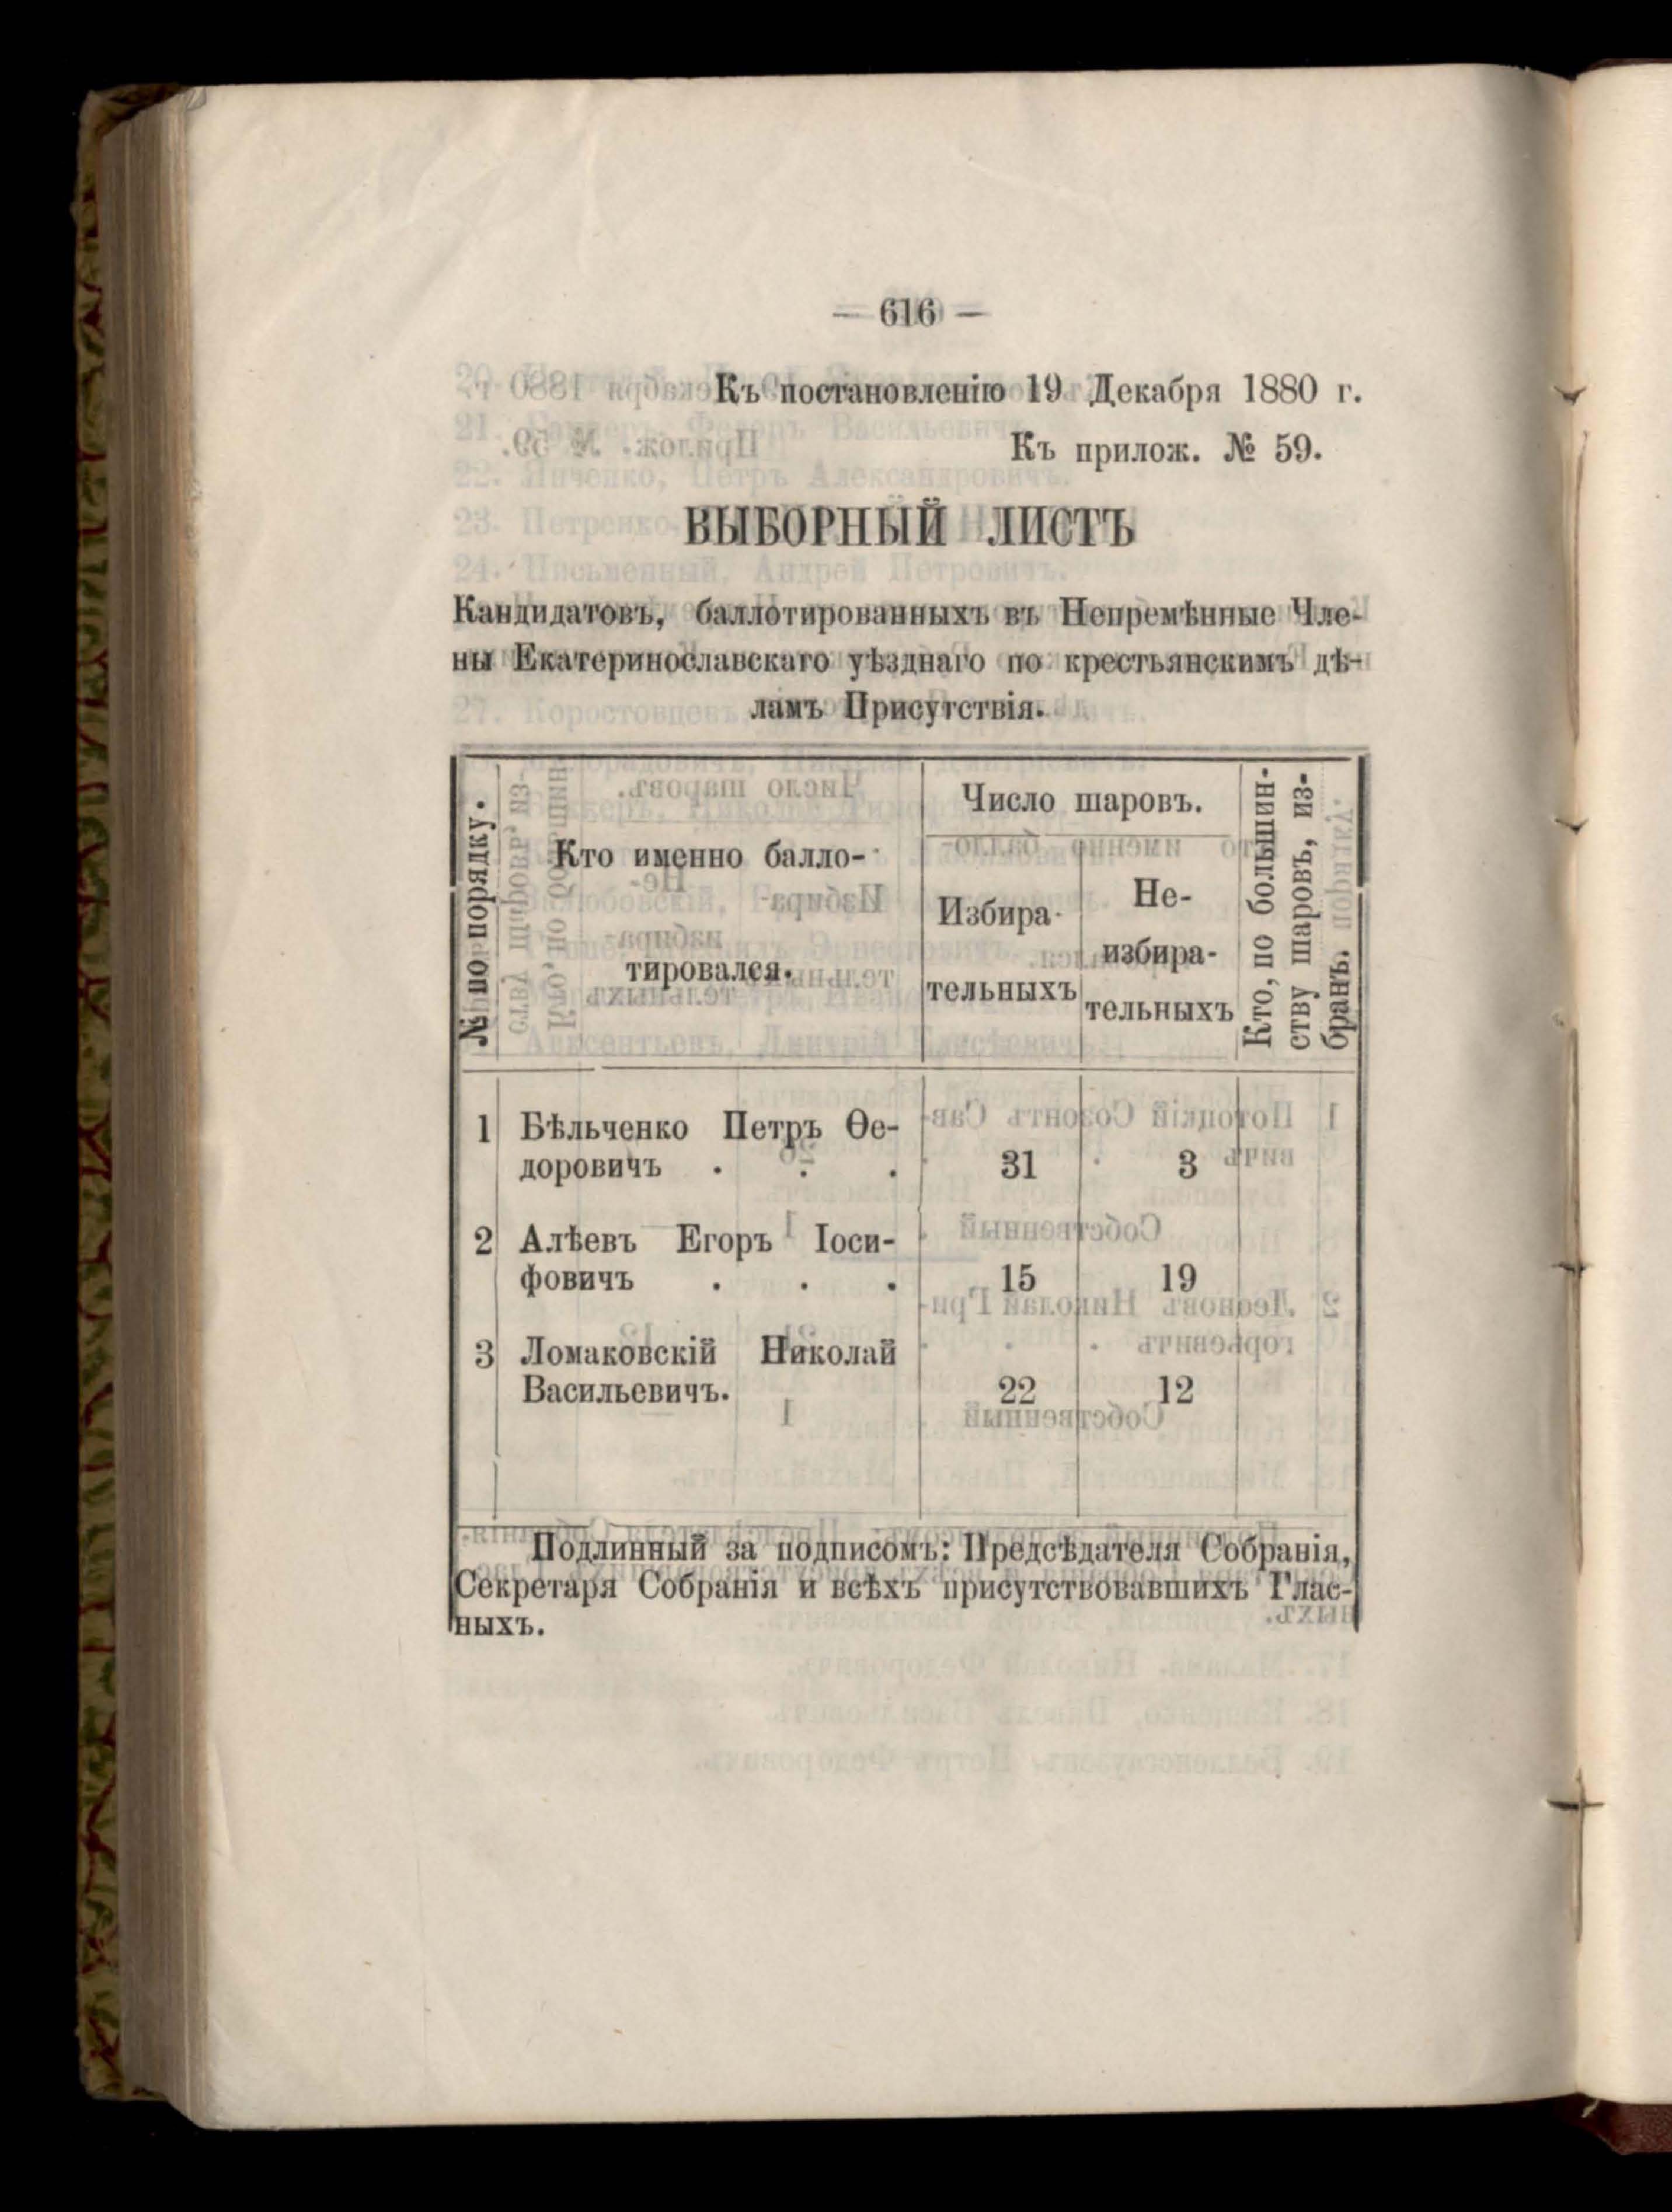 — 616 —
Къ постановленію 19 Декабря 1880 г.
Къ прилож. № 59.
ВЫБОРНЫЙ ЛИСТЪ
Кандидатовъ, баллотированныхъ въ Непремѣнные Чле-
ны Екатеринославскаго уѣзднаго по крестьянскимъ дѣ-
ламъ Присутствія.
№ по порядку.
Кто именно балло-
тировался.
Число шаровъ.
Избира-
тельныхъ
Не-
избира-
тельныхъ
Кто, по большин-
ству шаровъ, из-
бранъ.
1 Бѣльченко Петръ Ѳе-
доровичъ . . . 31 3
2 Алѣевъ Егоръ Іоси-
фовичъ . . . 15 19
3 Ломаковскій Николай
Васильевичъ. 22 12
Подлинный за подписомъ: Предсѣдателя Собранія,
Секретаря Собранія и всѣхъ присутствовавшихъ Глас-
ныхъ.